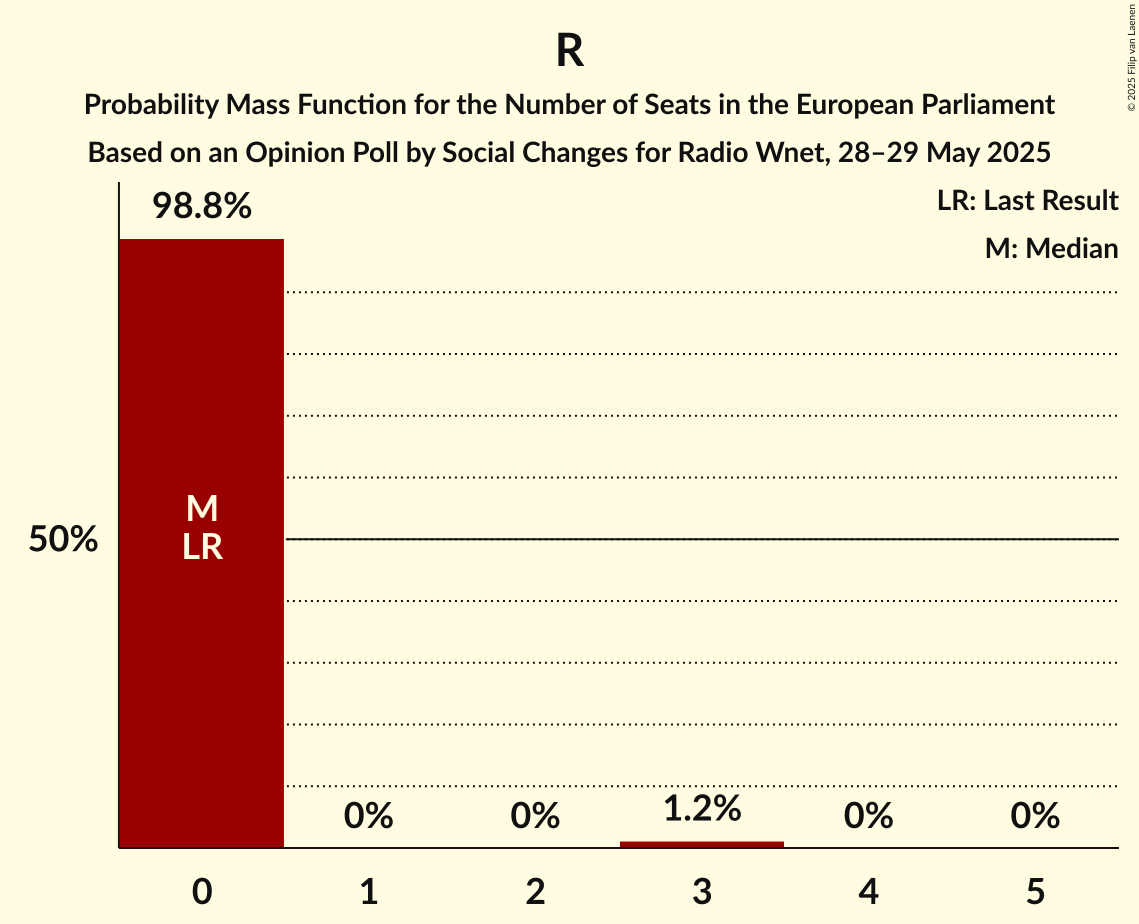 R
Probability Mass Function for the Number of Seats in the European Parliament
Based on an Opinion Poll by Social Changes for Radio Wnet, 28–29 May 2025
© 2025 Filip van Laenen
LR: Last Result
M: Median
98.8%
M
LR
50%
0%
0%
1.2%
0%
0%
0
1
2
3
4
5